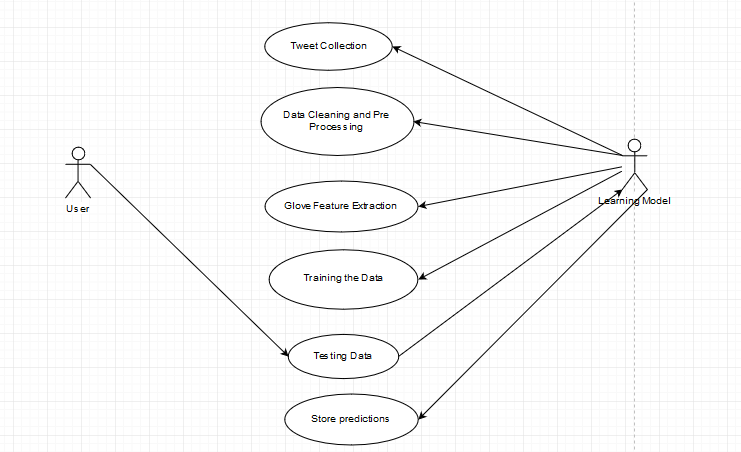 Tweet Collection
Data Cleaning and Pre
Processing
User
Glove Feature Extraction
Learning Model
Training the Data
Testing Data
Store predictions